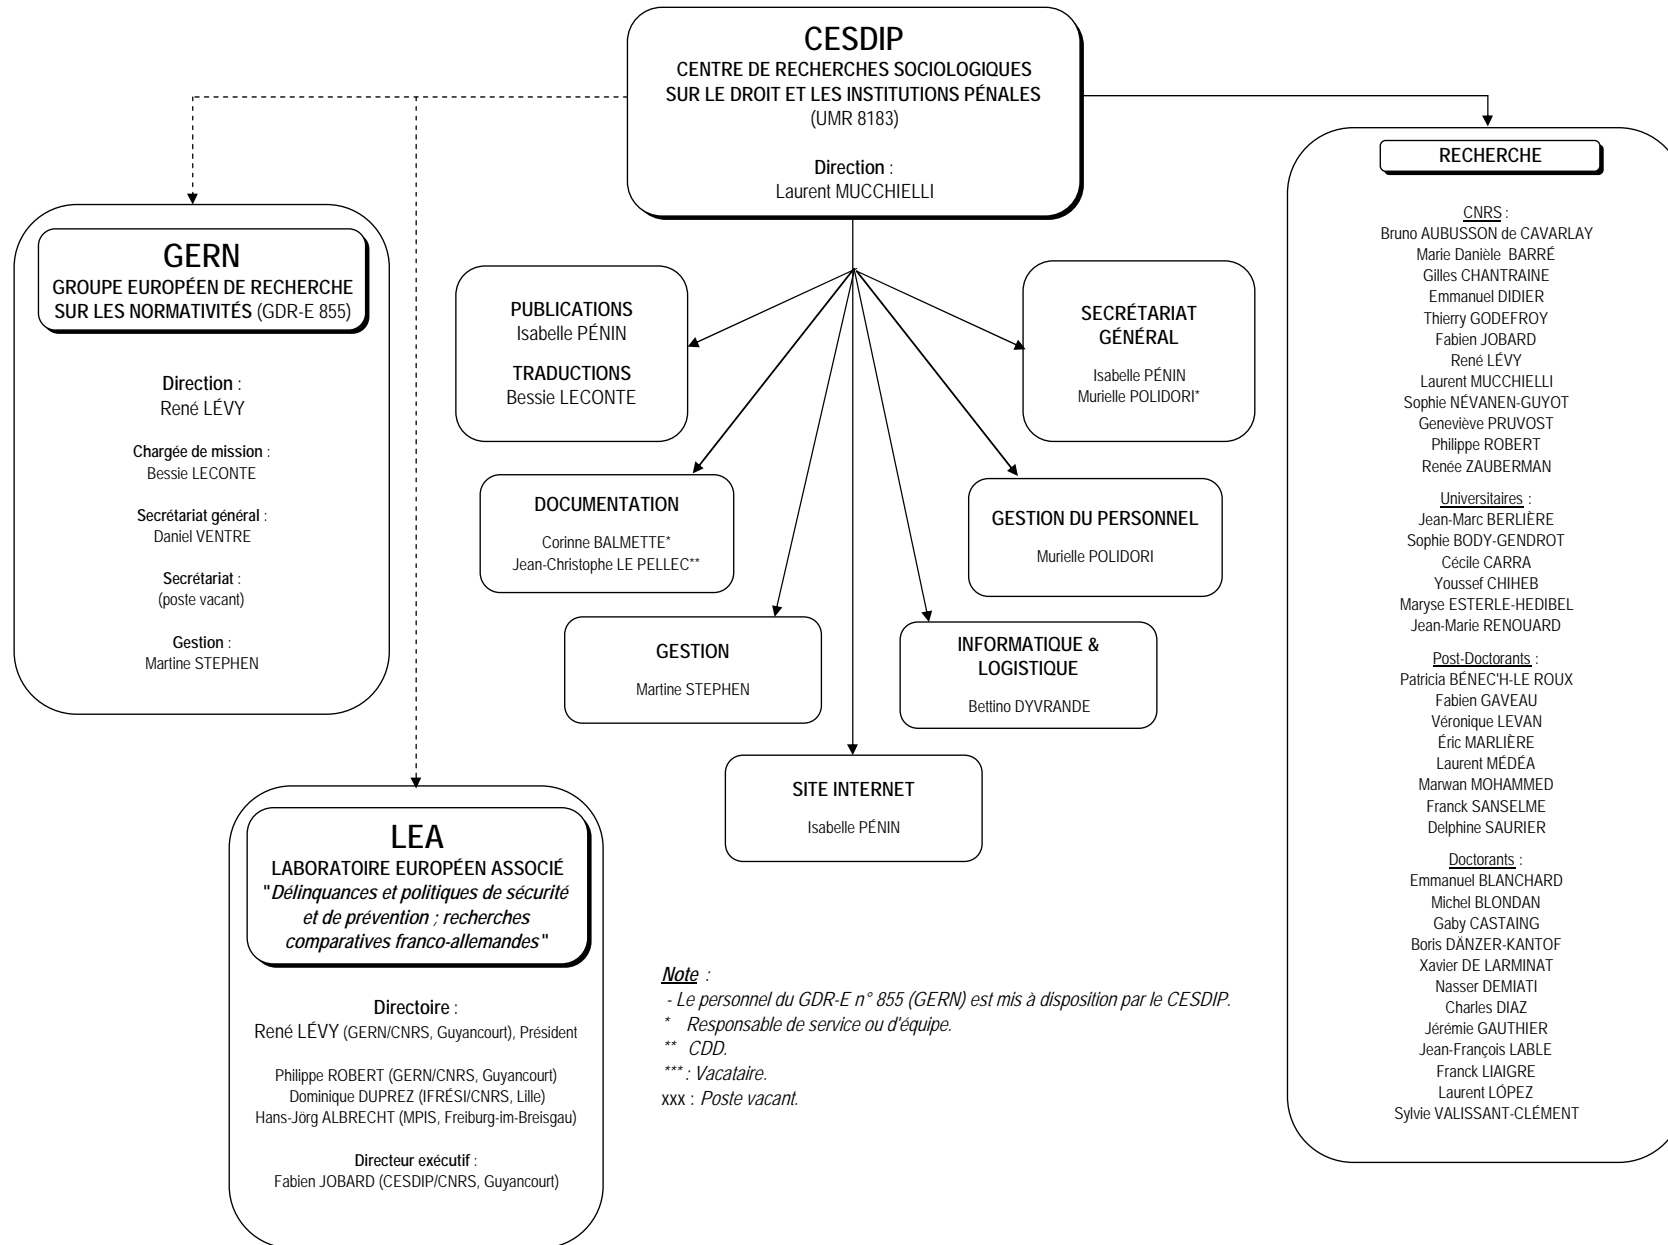 CESDIP
CENTRE DE RECHERCHES SOCIOLOGIQUES
SUR LE DROIT ET LES INSTITUTIONS PÉNALES
(UMR 8183)
Direction :
Laurent MUCCHIELLI
GERN
GROUPE EUROPÉEN DE RECHERCHE
SUR LES NORMATIVITÉS (GDR-E 855)
Direction :
René LÉVY
Chargée de mission :
Bessie LECONTE
Secrétariat général :
Daniel VENTRE
Secrétariat :
(poste vacant)
Gestion :
Martine STEPHEN
PUBLICATIONS
Isabelle PÉNIN
TRADUCTIONS
Bessie LECONTE
SECRÉTARIAT
GÉNÉRAL
Isabelle PÉNIN
Murielle POLIDORI*
DOCUMENTATION
Corinne BALMETTE*
Jean-Christophe LE PELLEC**
GESTION DU PERSONNEL
Murielle POLIDORI
GESTION
Martine STEPHEN
INFORMATIQUE &
LOGISTIQUE
Bettino DYVRANDE
SITE INTERNET
Isabelle PÉNIN
LEA
LABORATOIRE EUROPÉEN ASSOCIÉ
"Délinquances et politiques de sécurité
et de prévention ; recherches
comparatives franco-allemandes"
Directoire :
René LÉVY (GERN/CNRS, Guyancourt), Président
Philippe ROBERT (GERN/CNRS, Guyancourt)
Dominique DUPREZ (IFRÉSI/CNRS, Lille)
Hans-Jörg ALBRECHT (MPIS, Freiburg-im-Breisgau)
Directeur exécutif :
Fabien JOBARD (CESDIP/CNRS, Guyancourt)
Note :
- Le personnel du GDR-E n° 855 (GERN) est mis à disposition par le CESDIP.
* Responsable de service ou d'équipe.
** CDD.
*** : Vacataire.
xxx : Poste vacant.
RECHERCHE
CNRS :
Bruno AUBUSSON de CAVARLAY
Marie Danièle BARRÉ
Gilles CHANTRAINE
Emmanuel DIDIER
Thierry GODEFROY
Fabien JOBARD
René LÉVY
Laurent MUCCHIELLI
Sophie NÉVANEN-GUYOT
Geneviève PRUVOST
Philippe ROBERT
Renée ZAUBERMAN
Universitaires :
Jean-Marc BERLIÈRE
Sophie BODY-GENDROT
Cécile CARRA
Youssef CHIHEB
Maryse ESTERLE-HEDIBEL
Jean-Marie RENOUARD
Post-Doctorants :
Patricia BÉNEC'H-LE ROUX
Fabien GAVEAU
Véronique LEVAN
Éric MARLIÈRE
Laurent MÉDÉA
Marwan MOHAMMED
Franck SANSELME
Delphine SAURIER
Doctorants :
Emmanuel BLANCHARD
Michel BLONDAN
Gaby CASTAING
Boris DÄNZER-KANTOF
Xavier DE LARMINAT
Nasser DEMIATI
Charles DIAZ
Jérémie GAUTHIER
Jean-François LABLE
Franck LIAIGRE
Laurent LÓPEZ
Sylvie VALISSANT-CLÉMENT